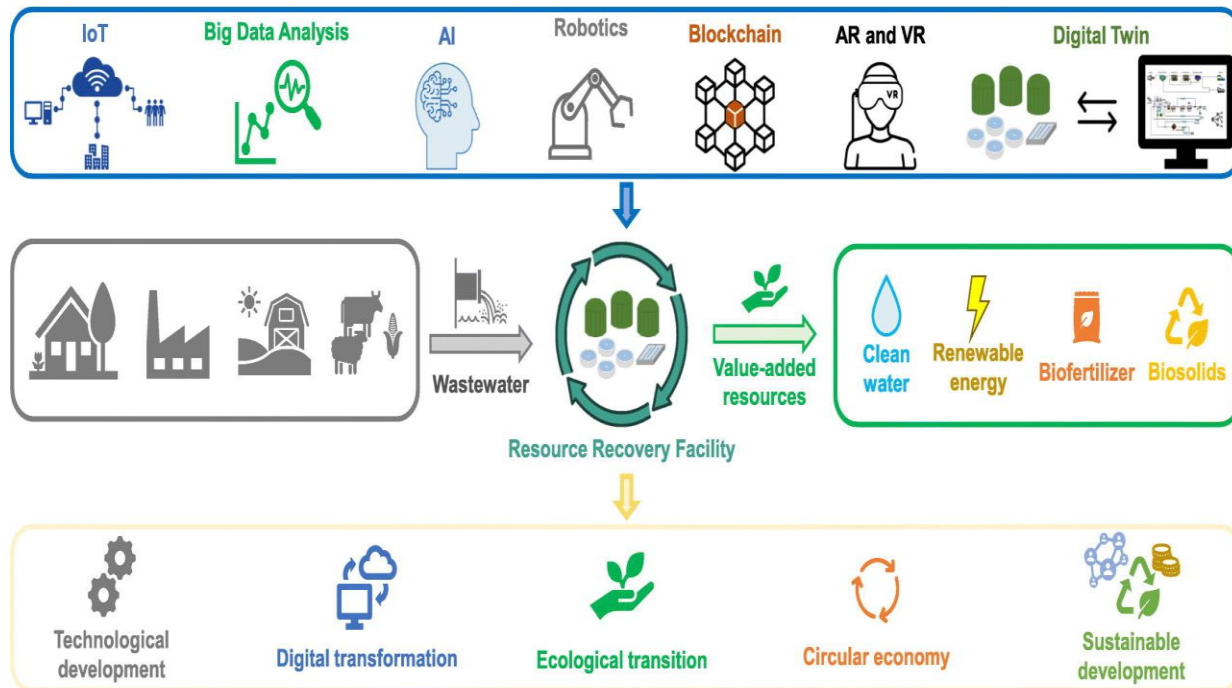 IoT
Big Data Analysis
AI
Robotics
Blockchain
AR and VR
Digital Twin
VR
Wastewater
Value-added
resources
Resource Recovery Facility
Clean
water
Renewable
energy
Biofertilizer
Biosolids
Technological
development
Digital transformation
Ecological transition
Circular economy
Sustainable
development